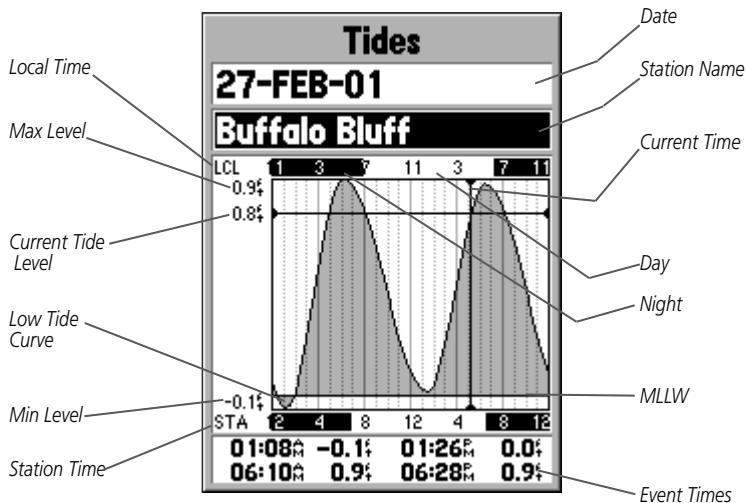 Tides
Date
27-FEB-01
Station Name
Buffalo Bluff
Local Time
Max Level
Current Time
LCL 11 3 7 11 3 7 11
0.9ft
0.8ft
Current Tide
Level
Day
Night
Low Tide
Curve
MLLW
-0.1ft
Min Level
STA 12 4 8 12 4 8 12
Station Time
01:08AM -0.1ft 01:26PM 0.0ft
06:10AM 0.9ft 06:28PM 0.9ft
Event Times